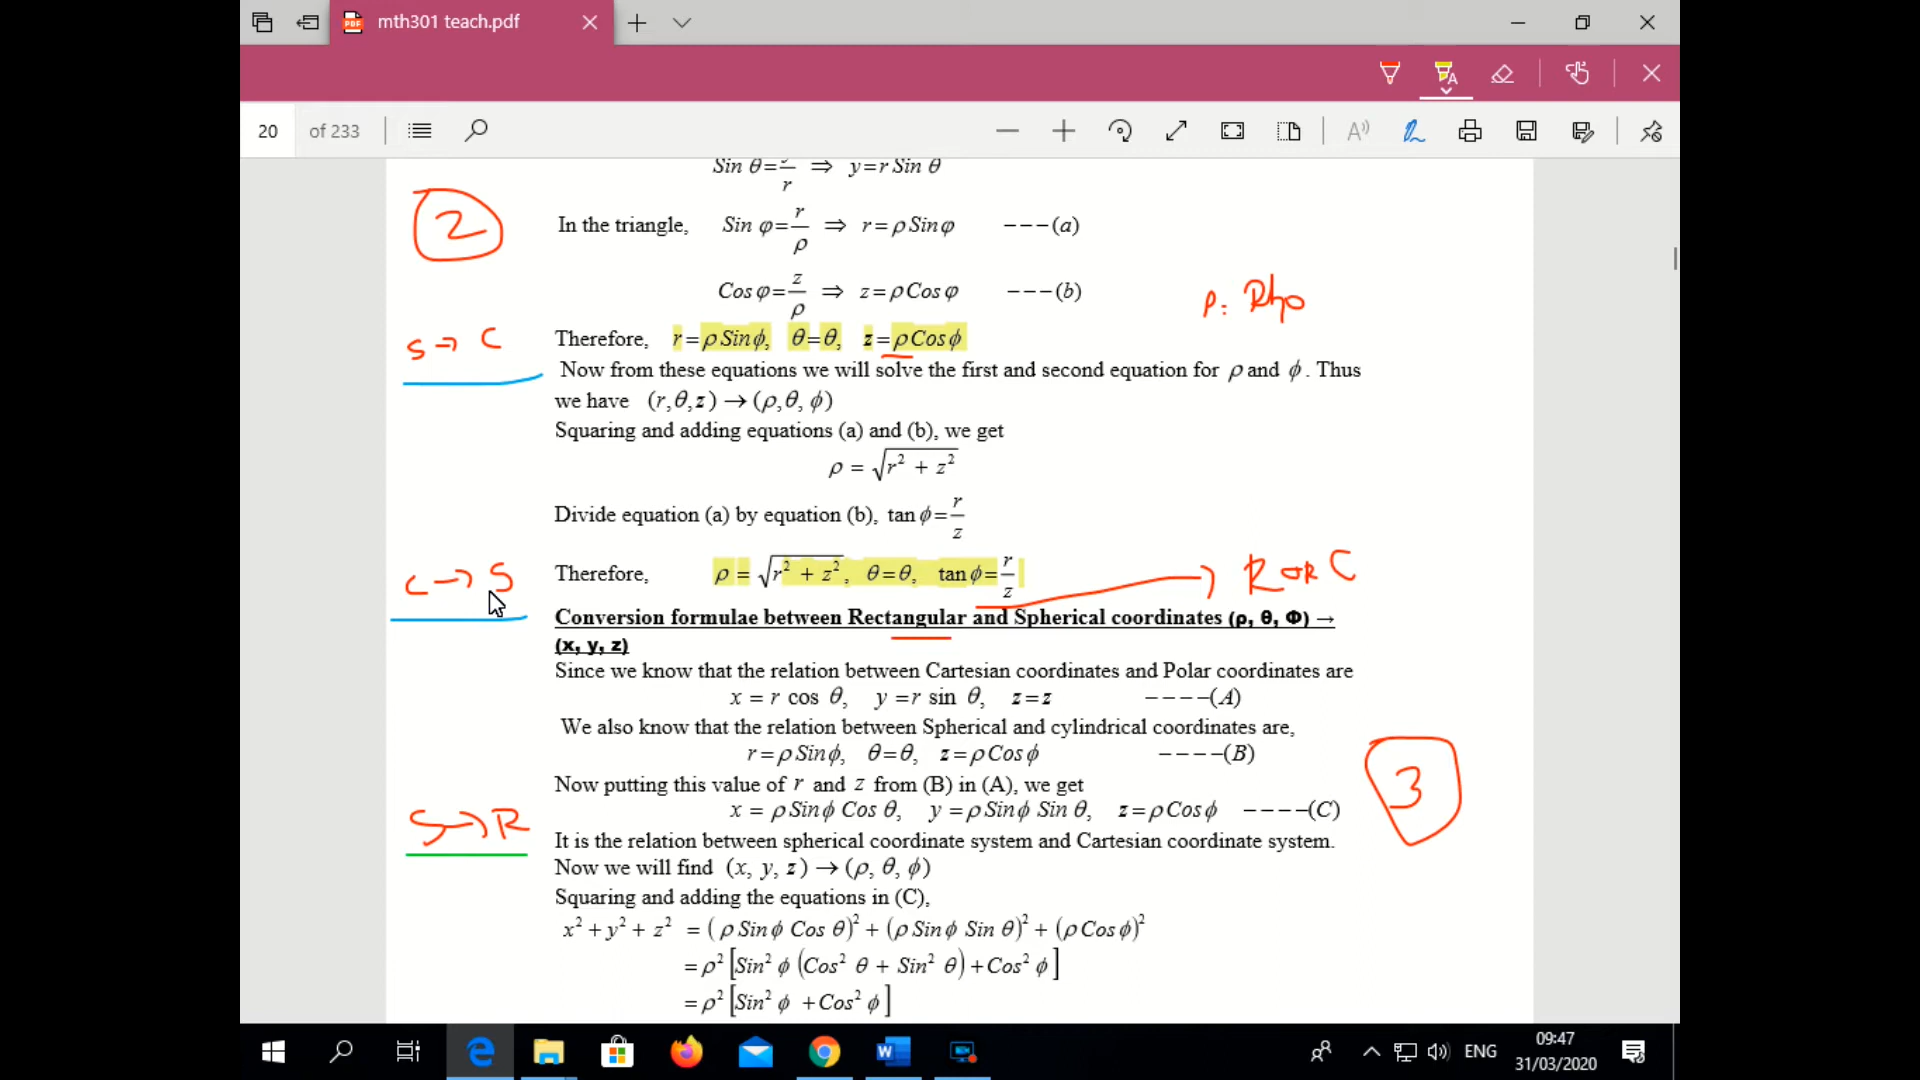 mth301 teach.pdf
20 of 233
Sin θ = y/r ⇒ y = r Sin θ
2
In the triangle, Sin φ = r/ρ ⇒ r = ρ Sin φ ---(a)
Cos φ = z/ρ ⇒ z = ρ Cos φ ---(b)
ρ: Rho
S → C
Therefore, r = ρ Sin ϕ, θ = θ, z = ρ Cos ϕ
Now from these equations we will solve the first and second equation for ρ and ϕ. Thus
we have (r, θ, z) → (ρ, θ, ϕ)
Squaring and adding equations (a) and (b), we get
ρ = √(r² + z²)
Divide equation (a) by equation (b), tan ϕ = r/z
C → S
Therefore, ρ = √(r² + z²), θ = θ, tan ϕ = r/z
→ R or C
Conversion formulae between Rectangular and Spherical coordinates (ρ, θ, Φ) →
(x, y, z)
Since we know that the relation between Cartesian coordinates and Polar coordinates are
x = r cos θ, y = r sin θ, z = z ----(A)
We also know that the relation between Spherical and cylindrical coordinates are,
r = ρ Sin ϕ, θ = θ, z = ρ Cos ϕ ----(B)
3
Now putting this value of r and z from (B) in (A), we get
x = ρ Sin ϕ Cos θ, y = ρ Sin ϕ Sin θ, z = ρ Cos ϕ ----(C)
S → R
It is the relation between spherical coordinate system and Cartesian coordinate system.
Now we will find (x, y, z) → (ρ, θ, ϕ)
Squaring and adding the equations in (C),
x² + y² + z² = (ρ Sin ϕ Cos θ)² + (ρ Sin ϕ Sin θ)² + (ρ Cos ϕ)²
= ρ² [Sin² ϕ (Cos² θ + Sin² θ) + Cos² ϕ]
= ρ² [Sin² ϕ + Cos² ϕ]
ENG
09:47
31/03/2020